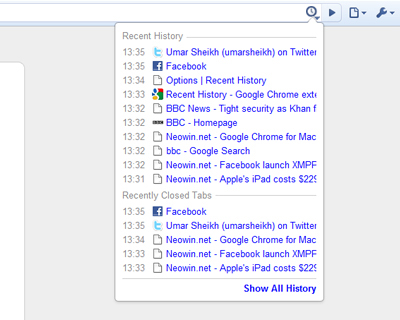 Recent History
13:35 Umar Sheikh (umarsheikh) on Twitter
13:35 Facebook
13:34 Options | Recent History
13:33 Recent History - Google Chrome exte
13:32 BBC News - Tight security as Khan f
13:32 BBC - Homepage
13:32 Neowin.net - Google Chrome for Mac
13:32 bbc - Google Search
13:32 Neowin.net - Facebook launch XMPF
13:31 Neowin.net - Apple's iPad costs $229
Recently Closed Tabs
13:35 Facebook
13:35 Umar Sheikh (umarsheikh) on Twitter
13:34 Neowin.net - Google Chrome for Mac
13:33 Neowin.net - Facebook launch XMPF
13:33 Neowin.net - Apple's iPad costs $229
Show All History